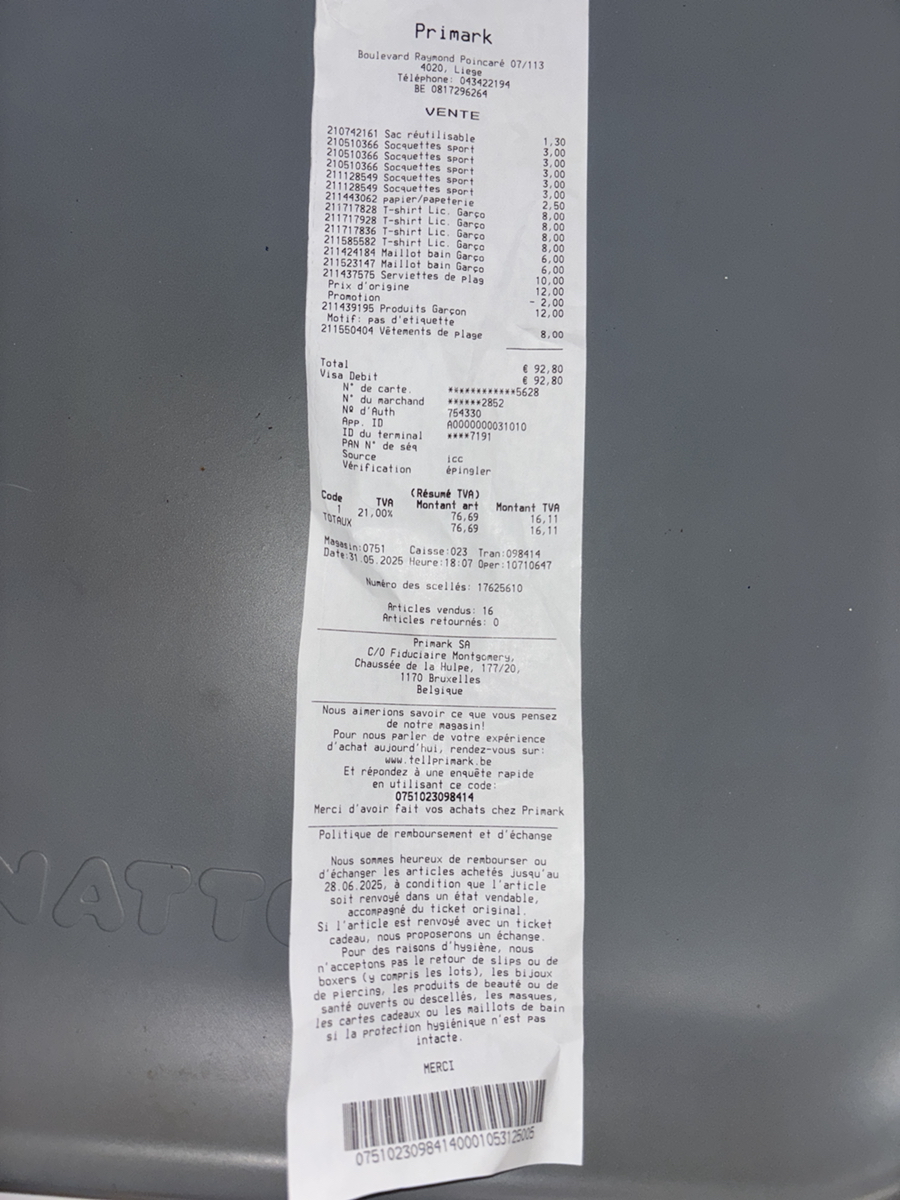 Primark
Boulevard Raymond Poincaré 07/113
4020, Liege
Téléphone: 043422194
BE 0817296264
VENTE
210742161 Sac réutilisable 1,30
210510366 Socquettes sport 3,00
210510366 Socquettes sport 3,00
210510366 Socquettes sport 3,00
211128549 Socquettes sport 3,00
211128549 Socquettes sport 3,00
211443062 papier/papeterie 2,50
211717828 T-shirt Lic. Garço 8,00
211717928 T-shirt Lic. Garço 8,00
211717836 T-shirt Lic. Garço 8,00
211585582 T-shirt Lic. Garço 8,00
211424184 Maillot bain Garço 6,00
211523147 Maillot bain Garço 6,00
211437575 Serviettes de plag 10,00
Prix d'origine 12,00
Promotion - 2,00
211439195 Produits Garçon 12,00
Motif: pas d'etiquette
211550404 Vêtements de plage 8,00
Total € 92,80
Visa Debit € 92,80
N° de carte. ************5628
N° du marchand ******2852
Nº d'Auth 754330
App. ID A0000000031010
ID du terminal ****7191
PAN N° de séq
Source icc
Vérification épingler
(Résumé TVA)
Code TVA Montant art Montant TVA
1 21,00% 76,69 16,11
TOTAUX 76,69 16,11
Magasin:0751 Caisse:023 Tran:098414
Date:31.05.2025 Heure:18:07 Oper:10710647
Numéro des scellés: 17625610
Articles vendus: 16
Articles retournés: 0
Primark SA
C/O Fiduciaire Montgomery,
Chaussée de la Hulpe, 177/20,
1170 Bruxelles
Belgique
Nous aimerions savoir ce que vous pensez
de notre magasin!
Pour nous parler de votre expérience
d'achat aujourd'hui, rendez-vous sur:
www.tellprimark.be
Et répondez à une enquête rapide
en utilisant ce code:
0751023098414
Merci d'avoir fait vos achats chez Primark
Politique de remboursement et d'échange
Nous sommes heureux de rembourser ou
d'échanger les articles achetés jusqu'au
28.06.2025, à condition que l'article
soit renvoyé dans un état vendable,
accompagné du ticket original.
Si l'article est renvoyé avec un ticket
cadeau, nous proposerons un échange.
Pour des raisons d'hygiène, nous
n'acceptons pas le retour de slips ou de
boxers (y compris les lots), les bijoux
de piercing, les produits de beauté ou de
santé ouverts ou descellés, les masques,
les cartes cadeaux ou les maillots de bain
si la protection hygiénique n'est pas
intacte.
MERCI
0751023098414000105312​5005